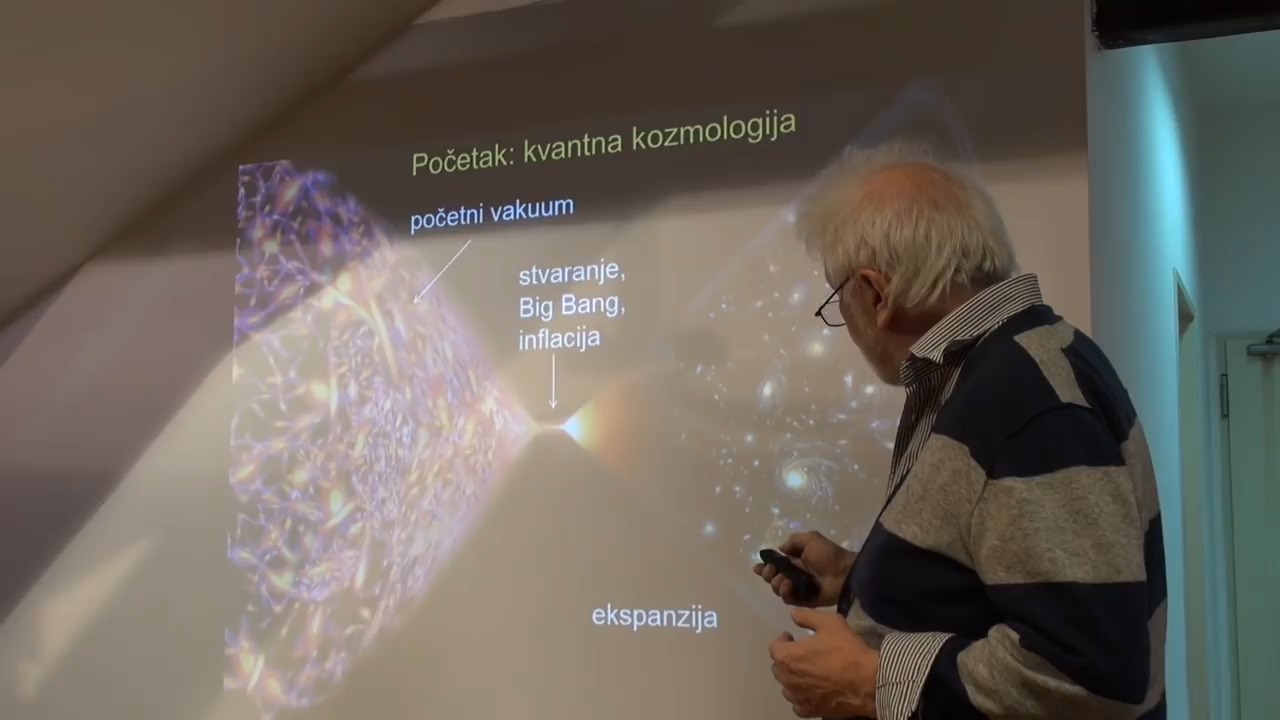 Početak: kvantna kozmologija
početni vakuum
stvaranje,
Big Bang,
inflacija
ekspanzija